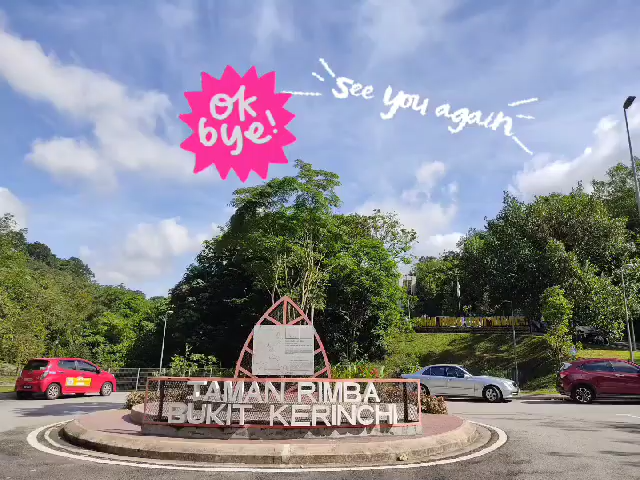 ok
bye!
see you again
TAMAN RIMBA
BUKIT KERINCHI